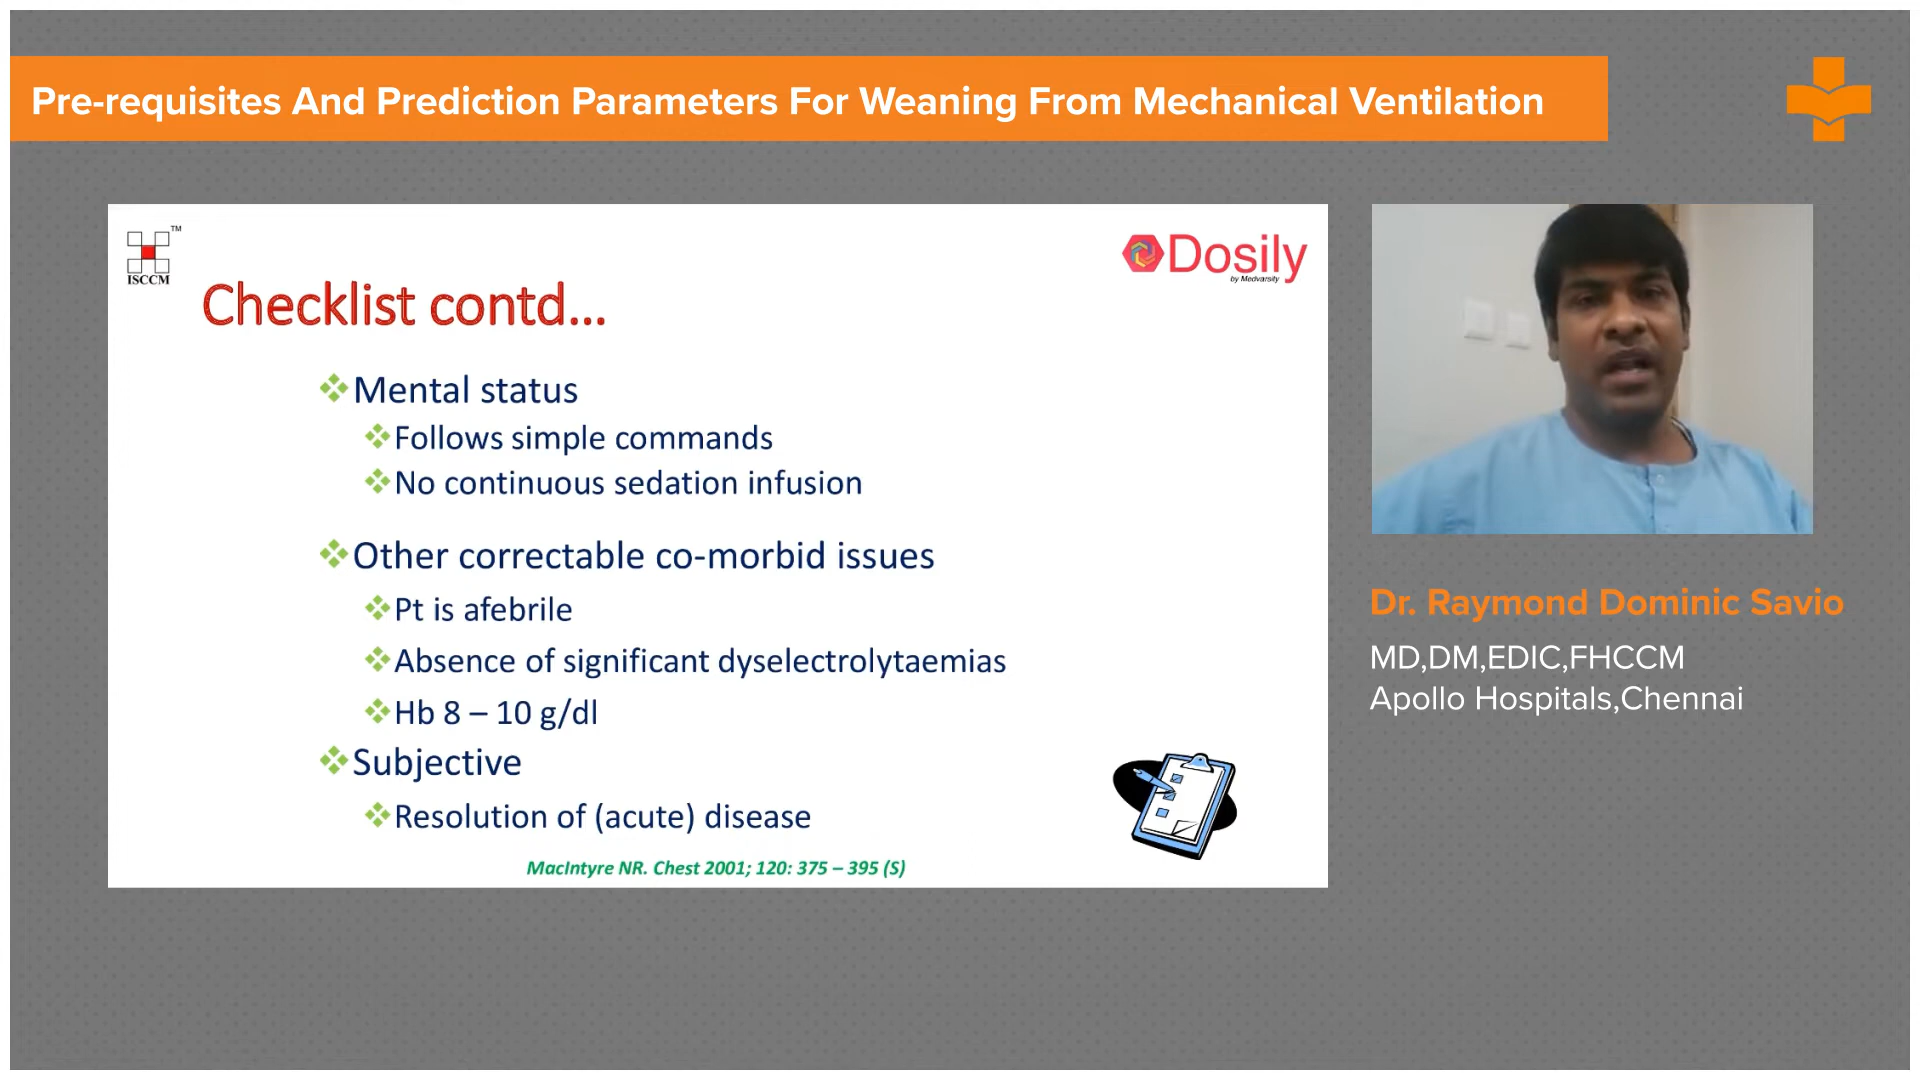 Pre-requisites And Prediction Parameters For Weaning From Mechanical Ventilation
TM
ISCCM
Dosily
by Medvarsity
Checklist contd...
Mental status
Follows simple commands
No continuous sedation infusion
Other correctable co-morbid issues
Pt is afebrile
Absence of significant dyselectrolytaemias
Hb 8 – 10 g/dl
Subjective
Resolution of (acute) disease
MacIntyre NR. Chest 2001; 120: 375 – 395 (S)
Dr. Raymond Dominic Savio
MD,DM,EDIC,FHCCM
Apollo Hospitals,Chennai